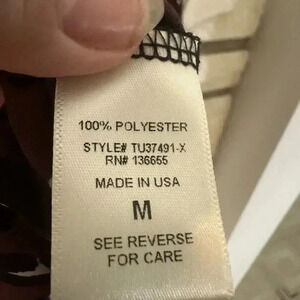 100% POLYESTER
STYLE# TU37491-X
RN# 136655
MADE IN USA
M
SEE REVERSE
FOR CARE